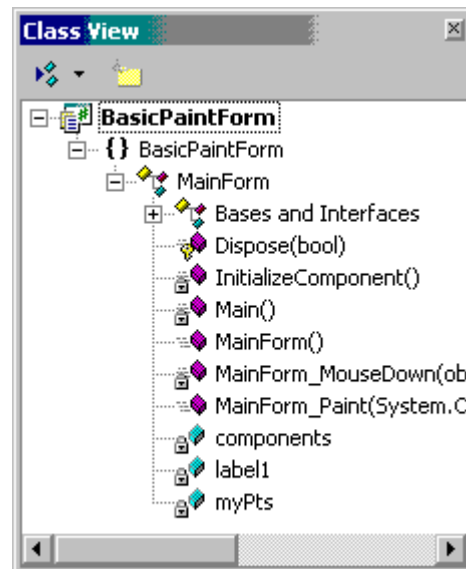 Class View
BasicPaintForm
{} BasicPaintForm
MainForm
Bases and Interfaces
Dispose(bool)
InitializeComponent()
Main()
MainForm()
MainForm_MouseDown(ob
MainForm_Paint(System.O
components
label1
myPts